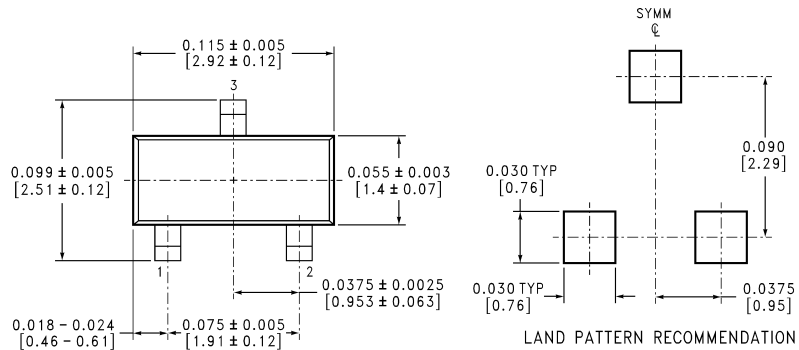 SYMM
℄
0.115 ± 0.005
[2.92 ± 0.12]
3
0.099 ± 0.005
[2.51 ± 0.12]
0.055 ± 0.003
[1.4 ± 0.07]
0.090
[2.29]
0.030 TYP
[0.76]
1
2
0.0375 ± 0.0025
[0.953 ± 0.063]
0.030 TYP
[0.76]
0.0375
[0.95]
0.018 - 0.024
[0.46 - 0.61]
0.075 ± 0.005
[1.91 ± 0.12]
LAND PATTERN RECOMMENDATION